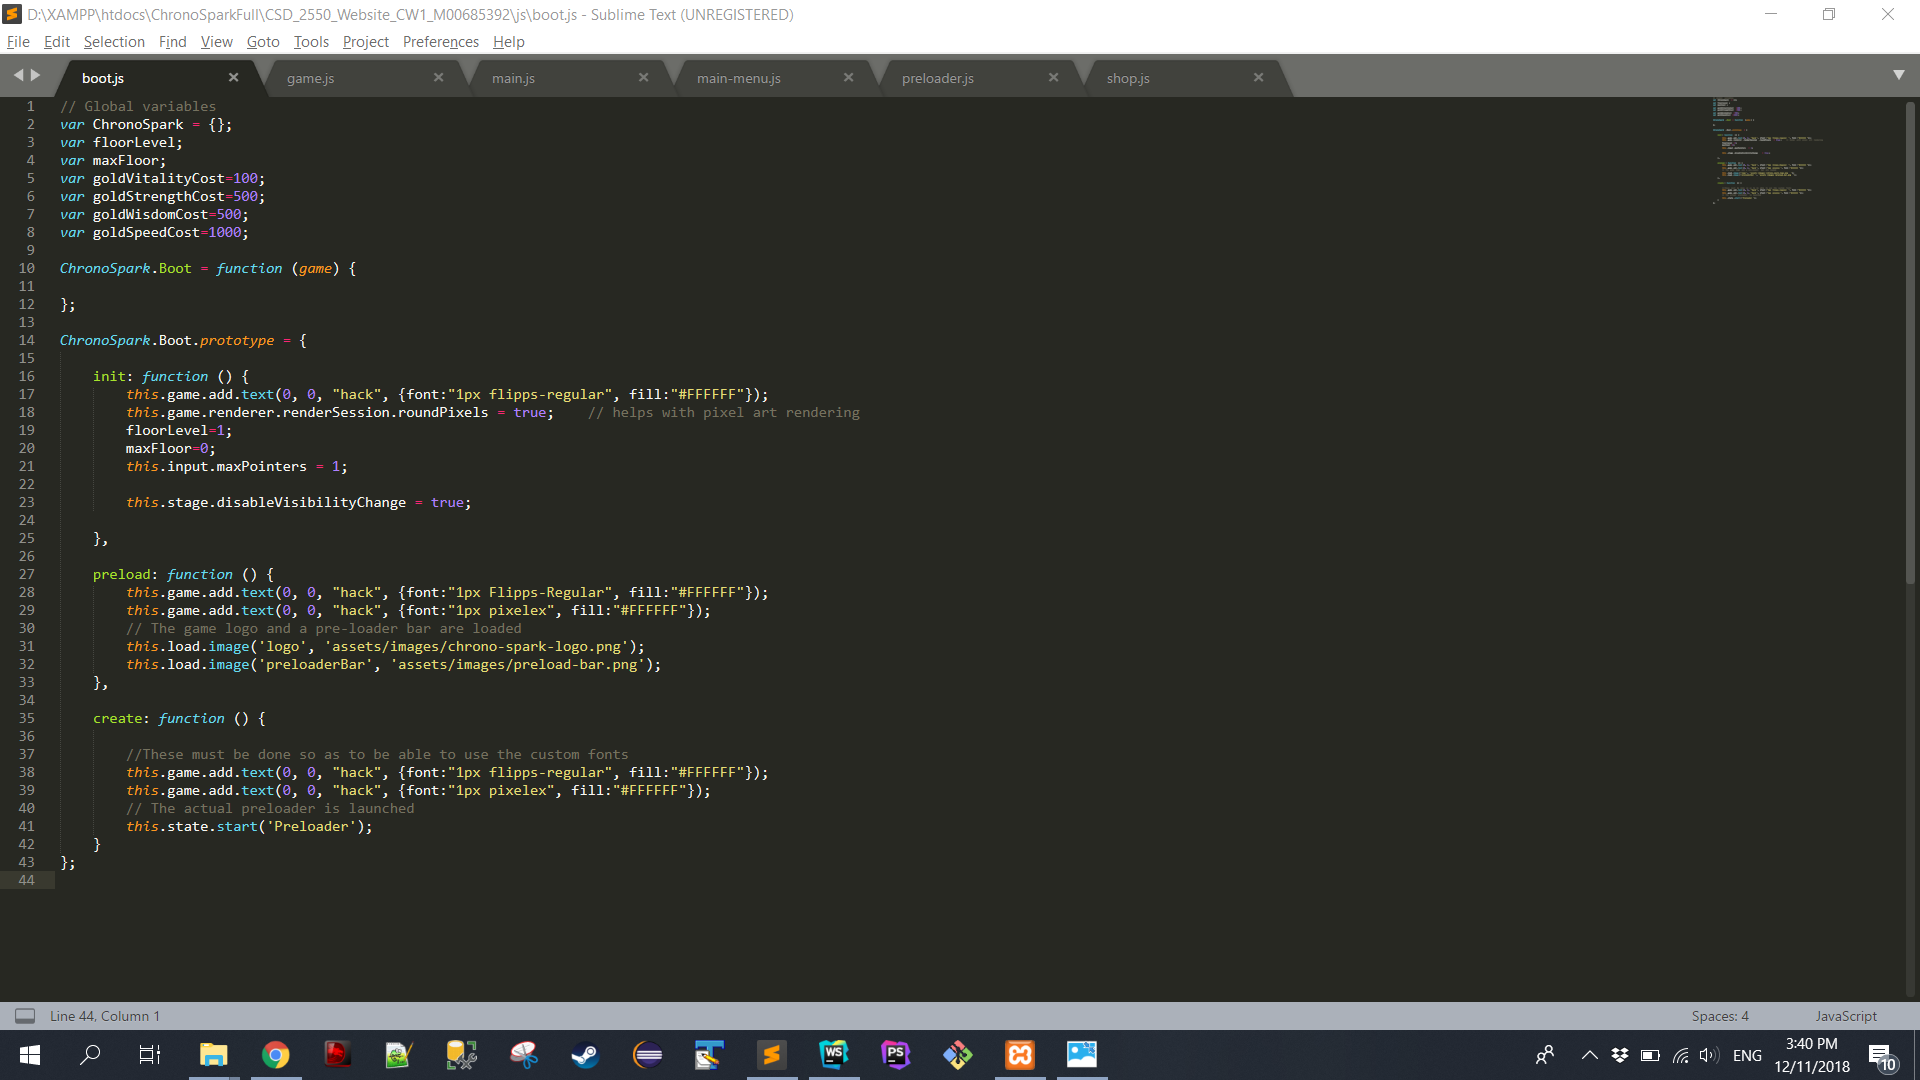 D:\XAMPP\htdocs\ChronoSparkFull\CSD_2550_Website_CW1_M00685392\js\boot.js - Sublime Text (UNREGISTERED)
File Edit Selection Find View Goto Tools Project Preferences Help
boot.js game.js main.js main-menu.js preloader.js shop.js
1 // Global variables
2 var ChronoSpark = {};
3 var floorLevel;
4 var maxFloor;
5 var goldVitalityCost=100;
6 var goldStrengthCost=500;
7 var goldWisdomCost=500;
8 var goldSpeedCost=1000;
9
10 ChronoSpark.Boot = function (game) {
11
12 };
13
14 ChronoSpark.Boot.prototype = {
15
16 init: function () {
17 this.game.add.text(0, 0, "hack", {font:"1px flipps-regular", fill:"#FFFFFF"});
18 this.game.renderer.renderSession.roundPixels = true; // helps with pixel art rendering
19 floorLevel=1;
20 maxFloor=0;
21 this.input.maxPointers = 1;
22
23 this.stage.disableVisibilityChange = true;
24
25 },
26
27 preload: function () {
28 this.game.add.text(0, 0, "hack", {font:"1px Flipps-Regular", fill:"#FFFFFF"});
29 this.game.add.text(0, 0, "hack", {font:"1px pixelex", fill:"#FFFFFF"});
30 // The game logo and a pre-loader bar are loaded
31 this.load.image('logo', 'assets/images/chrono-spark-logo.png');
32 this.load.image('preloaderBar', 'assets/images/preload-bar.png');
33 },
34
35 create: function () {
36
37 //These must be done so as to be able to use the custom fonts
38 this.game.add.text(0, 0, "hack", {font:"1px flipps-regular", fill:"#FFFFFF"});
39 this.game.add.text(0, 0, "hack", {font:"1px pixelex", fill:"#FFFFFF"});
40 // The actual preloader is launched
41 this.state.start('Preloader');
42 }
43 };
44
Line 44, Column 1 Spaces: 4 JavaScript
WS PS ENG 3:40 PM
12/11/2018 10